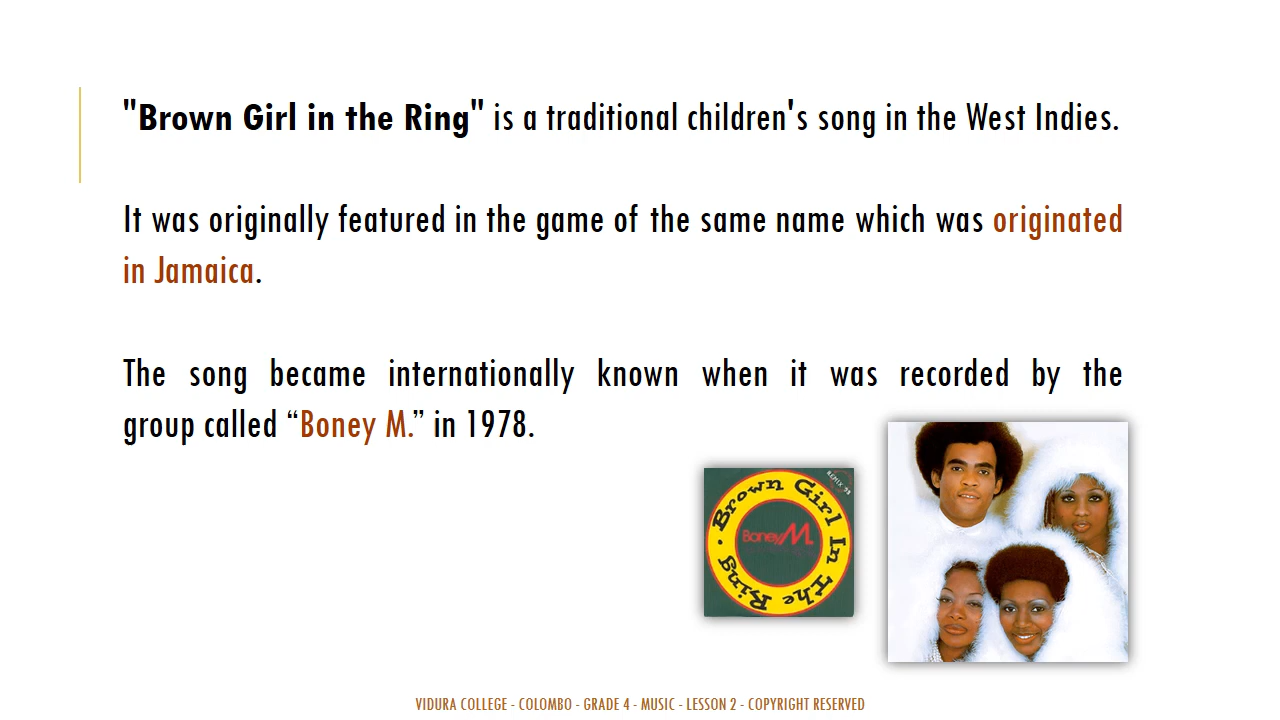 "Brown Girl in the Ring" is a traditional children's song in the West Indies.
It was originally featured in the game of the same name which was originated
in Jamaica.
The song became internationally known when it was recorded by the
group called “Boney M.” in 1978.
Brown Girl In The Ring
REMIX '93
Boney M.
VIDURA COLLEGE - COLOMBO - GRADE 4 - MUSIC - LESSON 2 - COPYRIGHT RESERVED